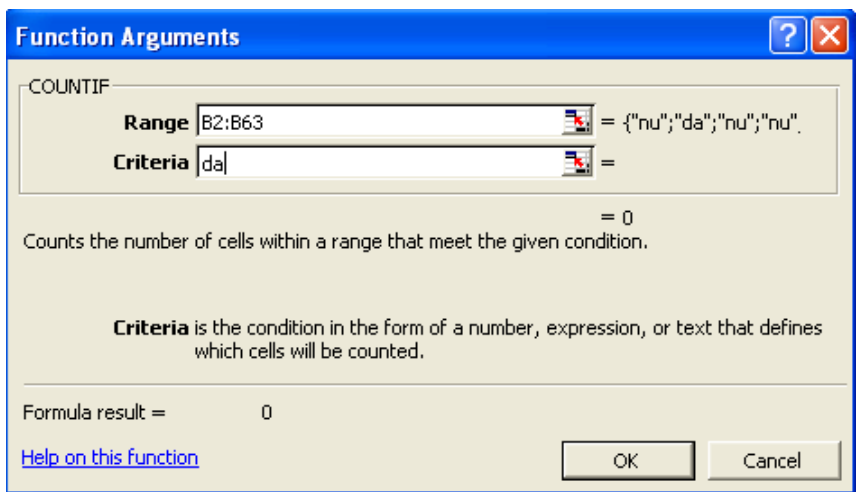 Function Arguments
COUNTIF
Range B2:B63 = {"nu";"da";"nu";"nu"
Criteria da =
= 0
Counts the number of cells within a range that meet the given condition.
Criteria is the condition in the form of a number, expression, or text that defines
which cells will be counted.
Formula result = 0
Help on this function
OK Cancel